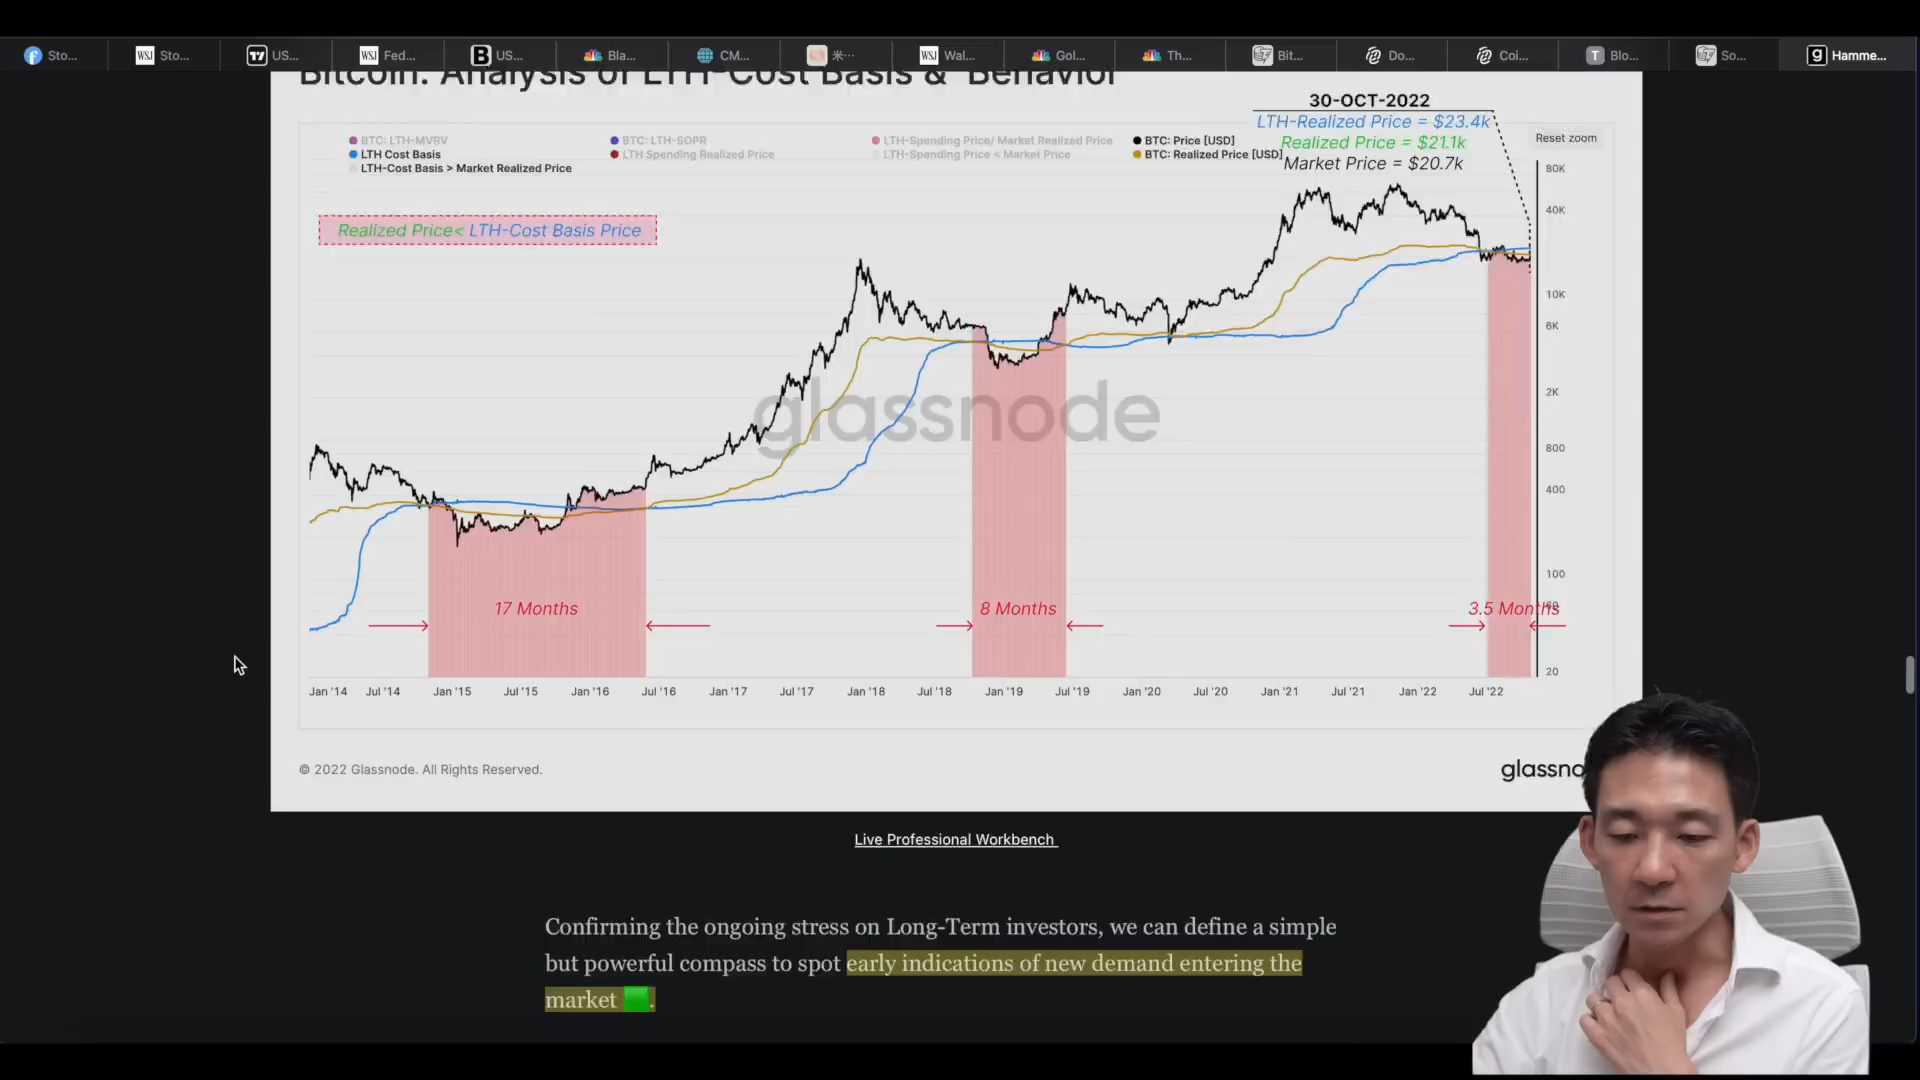 Sto...
WSJ Sto...
US...
WSJ Fed...
B US...
Bla...
CM...
米…
WSJ Wal...
Gol...
Th...
Bit...
Do...
Coi...
T Blo...
So...
g Hamme...
Bitcoin: Analysis of LTH-Cost Basis & Behavior
30-OCT-2022
LTH-Realized Price = $23.4k
Realized Price = $21.1k
Market Price = $20.7k
Reset zoom
BTC: LTH-MVRV
BTC: LTH-SOPR
LTH-Spending Price/ Market Realized Price
BTC: Price [USD]
LTH Cost Basis
LTH Spending Realized Price
LTH-Spending Price < Market Price
BTC: Realized Price [USD]
LTH-Cost Basis > Market Realized Price
Realized Price< LTH-Cost Basis Price
80K
40K
10K
6K
2K
800
400
100
60
20
glassnode
17 Months
8 Months
3.5 Months
Jan '14 Jul '14 Jan '15 Jul '15 Jan '16 Jul '16 Jan '17 Jul '17 Jan '18 Jul '18 Jan '19 Jul '19 Jan '20 Jul '20 Jan '21 Jul '21 Jan '22 Jul '22
© 2022 Glassnode. All Rights Reserved.
glassno
Live Professional Workbench
Confirming the ongoing stress on Long-Term investors, we can define a simple
but powerful compass to spot early indications of new demand entering the
market 🟩.